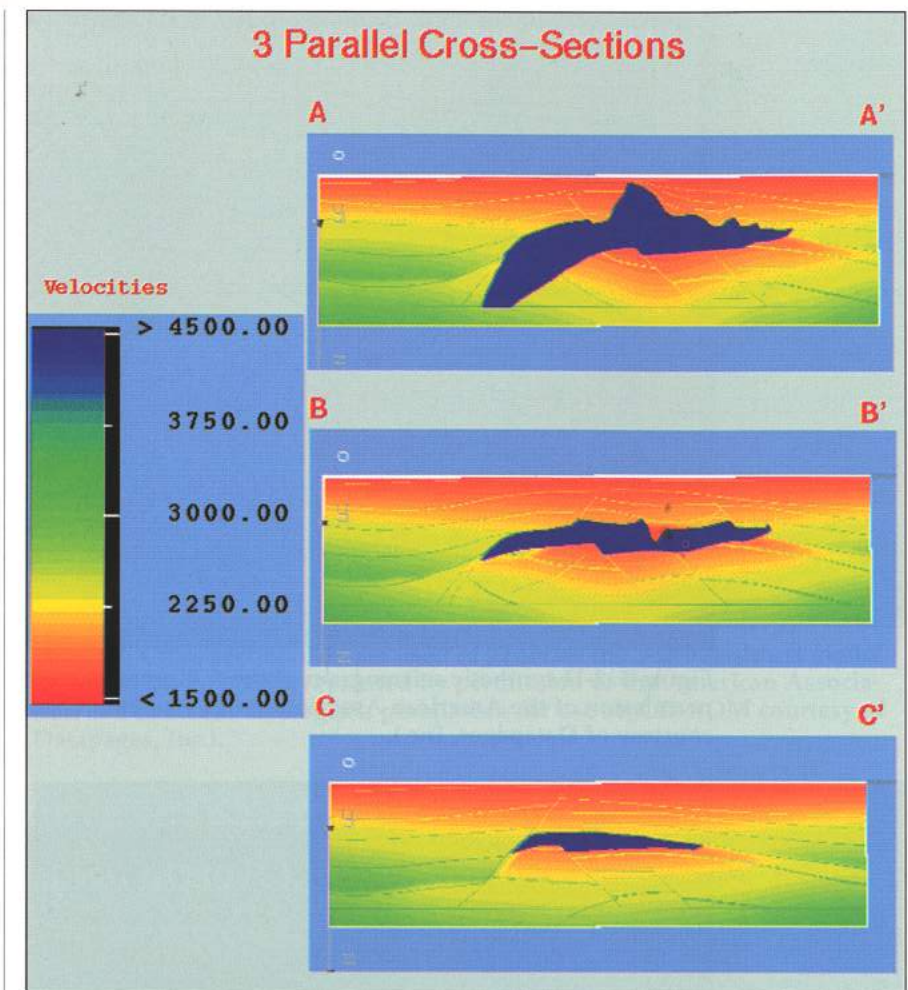 3 Parallel Cross-Sections
A A'
Velocities
> 4500.00
3750.00
3000.00
2250.00
< 1500.00
B B'
C C'